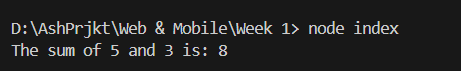 D:\AshPrjkt\Web & Mobile\Week 1> node index
The sum of 5 and 3 is: 8